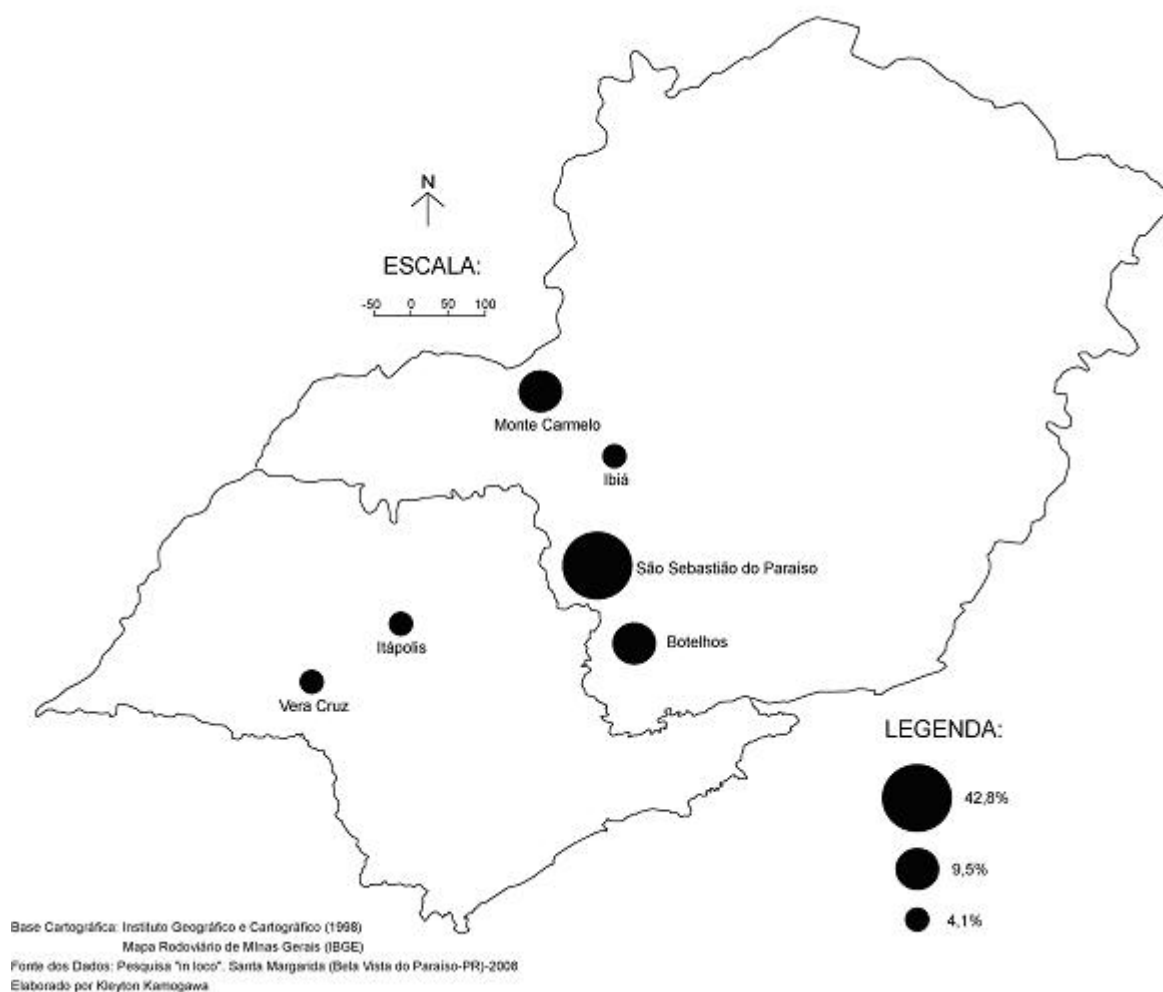 N
ESCALA:
-50 0 50 100
Monte Carmelo
Ibiá
São Sebastião do Paraíso
Itápolis
Botelhos
Vera Cruz
LEGENDA:
42,8%
9,5%
4,1%
Base Cartográfica: Instituto Geográfico e Cartográfico (1998)
Mapa Rodoviário de Minas Gerais (IBGE)
Fonte dos Dados: Pesquisa "in loco". Santa Margarida (Bela Vista do Paraíso-PR)-2008
Elaborado por Kleyton Kamogawa